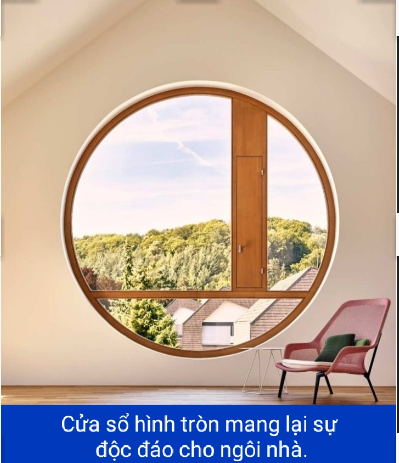 Cửa sổ hình tròn mang lại sự
độc đáo cho ngôi nhà.